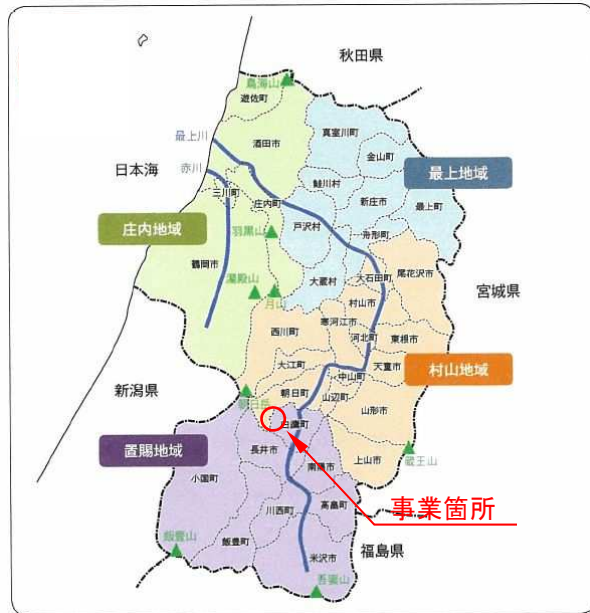 秋田県
鳥海山
遊佐町
真室川町
最上川
酒田市
金山町
日本海
赤川
鮭川村
最上地域
三川町
庄内町
新庄市
最上町
庄内地域
羽黒山
戸沢村
舟形町
鶴岡市
湯殿山
月山
大蔵村
大石田町
尾花沢市
宮城県
村山市
西川町
寒河江市
河北町
東根市
大江町
天童市
村山地域
新潟県
朝日町
中山町
山辺町
山形市
朝日岳
白鷹町
置賜地域
長井市
上山市
蔵王山
小国町
南陽市
事業箇所
川西町
高畠町
飯豊山
飯豊町
米沢市
福島県
吾妻山